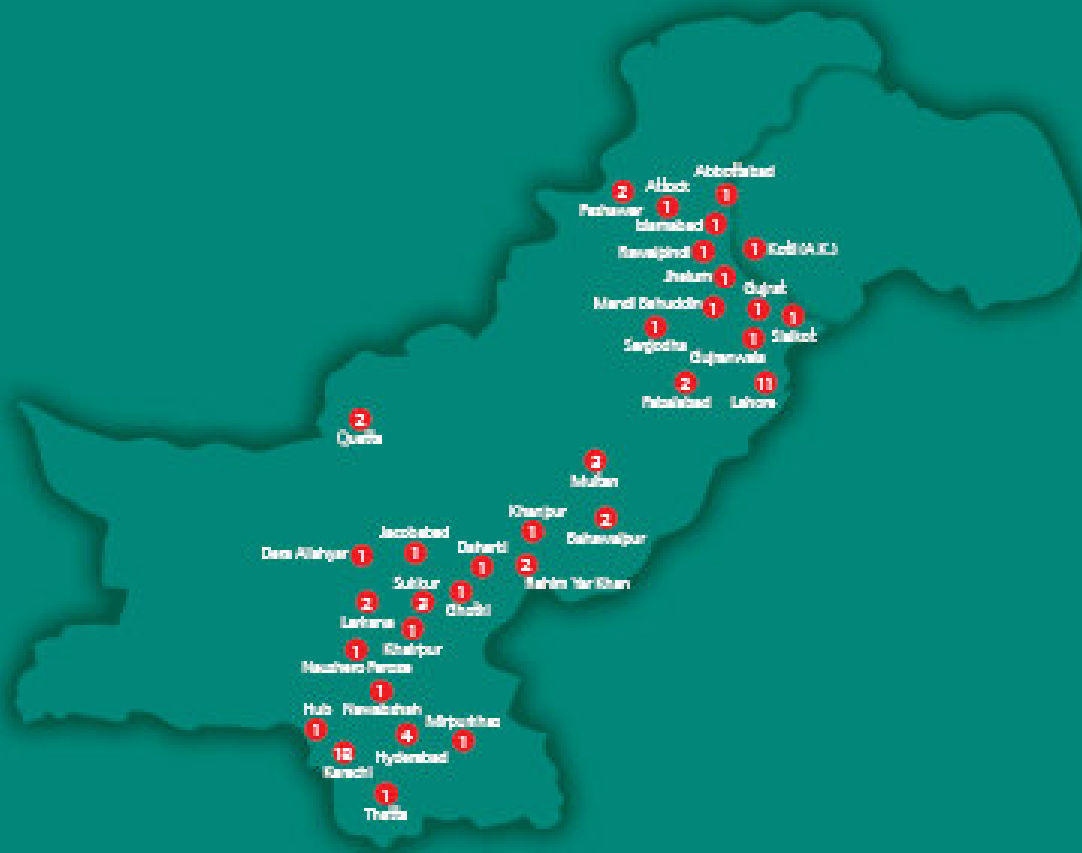 Abbottabad
1
2
Attock
1
Peshawar
Islamabad
1
Rawalpindi
1
1
Kotli (A.K.)
Jhelum
1
Gujrat
1
Mandi Bahuddin
1
1
Sialkot
1
Sargodha
1
Gujranwala
2
Faisalabad
11
Lahore
2
Quetta
Multan
Khanpur
1
2
Bahawalpur
Jacobabad
1
Dera Allahyar
1
Daharki
1
2
Rahim Yar Khan
Sukkur
1
Ghotki
2
Larkana
1
Khairpur
1
Naushero Feroze
1
Nawabshah
Hub
1
Mirpurkhas
1
4
Hyderabad
Karachi
1
Thatta